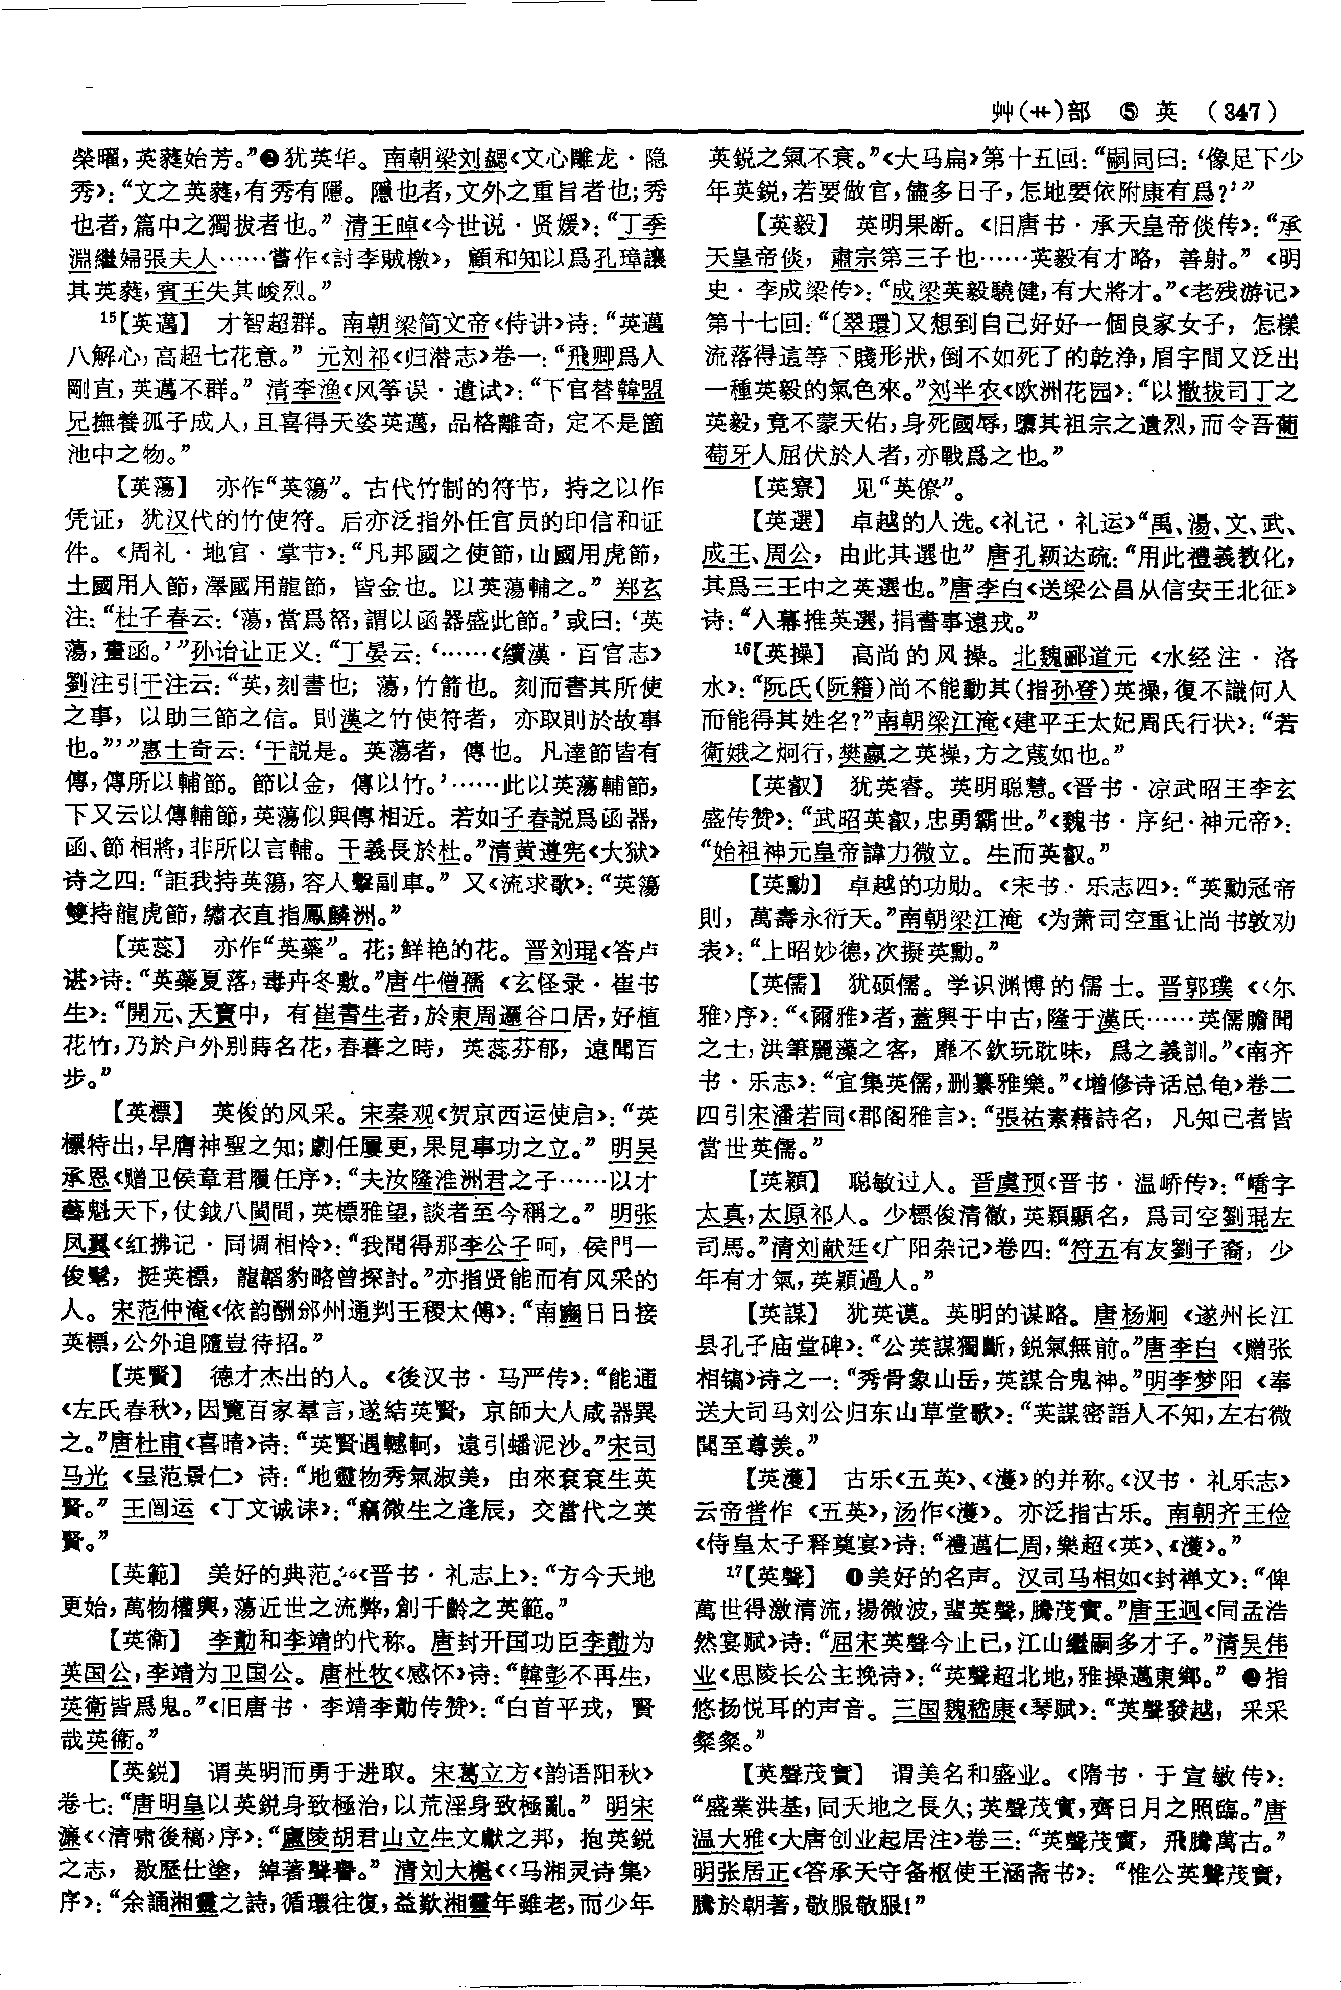 艸(艹)部 ⑤ 英 (347)
榮曜，英蕤始芳。”❷犹英华。南朝梁刘勰《文心雕龙·隐
秀》：“文之英蕤，有秀有隱。隱也者，文外之重旨者也；秀
也者，篇中之獨拔者也。”清王晫《今世说·贤媛》：“丁季
淵繼婦張夫人……嘗作《討李賊檄》，顧和知以爲孔璋讓
其英蕤，賓王失其峻烈。”
15【英邁】 才智超群。南朝梁简文帝《侍讲》诗：“英邁
八解心，高超七花意。”元刘祁《归潜志》卷一：“飛卿爲人
剛直，英邁不群。”清李渔《风筝误·遣试》：“下官替韓盟
兄撫養孤子成人，且喜得天姿英邁，品格離奇，定不是箇
池中之物。”
【英蕩】 亦作“英簜”。古代竹制的符节，持之以作
凭证，犹汉代的竹使符。后亦泛指外任官员的印信和证
件。《周礼·地官·掌节》：“凡邦國之使節，山國用虎節，
土國用人節，澤國用龍節，皆金也。以英蕩輔之。”郑玄
注：“杜子春云：‘蕩，當爲帑，謂以函器盛此節。’或曰：‘英
蕩，畫函。’”孙诒让正义：“丁晏云：‘……《續漢·百官志》
劉注引干注云：“英，刻書也；蕩，竹箭也。刻而書其所使
之事，以助三節之信。則漢之竹使符者，亦取則於故事
也。”’”惠士奇云：‘干説是。英蕩者，傳也。凡達節皆有
傳，傳所以輔節。節以金，傳以竹。’……此以英蕩輔節，
下又云以傳輔節，英蕩似與傳相近。若如子春説爲函器，
函、節相將，非所以言輔。干義長於杜。”清黄遵宪《大狱》
诗之四：“詎我持英簜，容人擊副車。”又《流求歌》：“英簜
雙持龍虎節，繡衣直指鳳麟洲。”
【英蕊】 亦作“英蘂”。花；鲜艳的花。晋刘琨《答卢
谌》诗：“英蘂夏落，毒卉冬敷。”唐牛僧孺《玄怪录·崔书
生》：“開元、天寶中，有崔書生者，於東周邏谷口居，好植
花竹，乃於户外别蒔名花，春暮之時，英蕊芬郁，遠聞百
步。”
【英標】 英俊的风采。宋秦观《贺京西运使启》：“英
標特出，早膺神聖之知；劇任屢更，果見事功之立。”明吴
承恩《赠卫侯章君履任序》：“夫汝隆淮洲君之子……以才
藝魁天下，仗鉞八閩間，英標雅望，談者至今稱之。”明张
凤翼《红拂记·同调相怜》：“我聞得那李公子呵，侯門一
俊髦，挺英標，龍韜豹略曾探討。”亦指贤能而有风采的
人。宋范仲淹《依韵酬邠州通判王稷太傅》：“南豳日日接
英標，公外追隨豈待招。”
【英賢】 德才杰出的人。《後汉书·马严传》：“能通
《左氏春秋》，因覽百家羣言，遂結英賢，京師大人咸器異
之。”唐杜甫《喜晴》诗：“英賢遇轗軻，遠引蟠泥沙。”宋司
马光《呈范景仁》诗：“地靈物秀氣淑美，由來衮衮生英
賢。”王闿运《丁文诚诔》：“竊微生之逢辰，交當代之英
賢。”
【英範】 美好的典范。《晋书·礼志上》：“方今天地
更始，萬物權輿，蕩近世之流弊，創千齡之英範。”
【英衛】 李勣和李靖的代称。唐封开国功臣李勣为
英国公，李靖为卫国公。唐杜牧《感怀》诗：“韓彭不再生，
英衛皆爲鬼。”《旧唐书·李靖李勣传赞》：“白首平戎，賢
哉英衛。”
【英鋭】 谓英明而勇于进取。宋葛立方《韵语阳秋》
卷七：“唐明皇以英鋭身致極治，以荒淫身致極亂。”明宋
濂《〈清啸後稿〉序》：“廬陵胡君山立生文獻之邦，抱英鋭
之志，敭歷仕塗，綽著聲譽。”清刘大櫆《〈马湘灵诗集〉
序》：“余誦湘靈之詩，循環往復，益歎湘靈年雖老，而少年
英鋭之氣不衰。”《大马扁》第十五回：“嗣同曰：‘像足下少
年英鋭，若要做官，儘多日子，怎地要依附康有爲？’”
【英毅】 英明果断。《旧唐书·承天皇帝倓传》：“承
天皇帝倓，肅宗第三子也……英毅有才略，善射。”《明
史·李成梁传》：“成梁英毅驍健，有大將才。”《老残游记》
第十七回：“〔翠環〕又想到自己好好一個良家女子，怎樣
流落得這等下賤形狀，倒不如死了的乾净，眉宇間又泛出
一種英毅的氣色來。”刘半农《欧洲花园》：“以撒拔司丁之
英毅，竟不蒙天佑，身死國辱，隳其祖宗之遺烈，而令吾葡
萄牙人屈伏於人者，亦戰爲之也。”
【英寮】 见“英僚”。
【英選】 卓越的人选。《礼记·礼运》“禹、湯、文、武、
成王、周公，由此其選也”唐孔颖达疏：“用此禮義教化，
其爲三王中之英選也。”唐李白《送梁公昌从信安王北征》
诗：“入幕推英選，捐書事遠戎。”
16【英操】 高尚的风操。北魏郦道元《水经注·洛
水》：“阮氏(阮籍)尚不能動其(指孙登)英操，復不識何人
而能得其姓名？”南朝梁江淹《建平王太妃周氏行状》：“若
衛娥之炯行，樊嬴之英操，方之蔑如也。”
【英叡】 犹英睿。英明聪慧。《晋书·凉武昭王李玄
盛传赞》：“武昭英叡，忠勇霸世。”《魏书·序纪·神元帝》：
“始祖神元皇帝諱力微立。生而英叡。”
【英勳】 卓越的功勋。《宋书·乐志四》：“英勳冠帝
則，萬壽永衍天。”南朝梁江淹《为萧司空重让尚书敦劝
表》：“上昭妙德，次擬英勳。”
【英儒】 犹硕儒。学识渊博的儒士。晋郭璞《〈尔
雅〉序》：“《爾雅》者，蓋興于中古，隆于漢氏……英儒贍聞
之士，洪筆麗藻之客，靡不欽玩耽味，爲之義訓。”《南齐
书·乐志》：“宜集英儒，删纂雅樂。”《增修诗话总龟》卷二
四引宋潘若同《郡阁雅言》：“張祜素藉詩名，凡知己者皆
當世英儒。”
【英穎】 聪敏过人。晋虞预《晋书·温峤传》：“嶠字
太真，太原祁人。少標俊清徹，英穎顯名，爲司空劉琨左
司馬。”清刘献廷《广阳杂记》卷四：“符五有友劉子裔，少
年有才氣，英穎過人。”
【英謀】 犹英谟。英明的谋略。唐杨炯《遂州长江
县孔子庙堂碑》：“公英謀獨斷，鋭氣無前。”唐李白《赠张
相镐》诗之一：“秀骨象山岳，英謀合鬼神。”明李梦阳《奉
送大司马刘公归东山草堂歌》：“英謀密語人不知，左右微
聞至尊羨。”
【英濩】 古乐《五英》、《濩》的并称。《汉书·礼乐志》
云帝喾作《五英》，汤作《濩》。亦泛指古乐。南朝齐王俭
《侍皇太子释奠宴》诗：“禮邁仁周，樂超《英》、《濩》。”
17【英聲】 ❶美好的名声。汉司马相如《封禅文》：“俾
萬世得激清流，揚微波，蜚英聲，騰茂實。”唐王迥《同孟浩
然宴赋》诗：“屈宋英聲今止已，江山繼嗣多才子。”清吴伟
业《思陵长公主挽诗》：“英聲超北地，雅操邁東鄉。”❷指
悠扬悦耳的声音。三国魏嵇康《琴赋》：“英聲發越，采采
粲粲。”
【英聲茂實】 谓美名和盛业。《隋书·于宣敏传》：
“盛業洪基，同天地之長久；英聲茂實，齊日月之照臨。”唐
温大雅《大唐创业起居注》卷三：“英聲茂實，飛騰萬古。”
明张居正《答承天守备枢使王涵斋书》：“惟公英聲茂實，
騰於朝著，敬服敬服！”